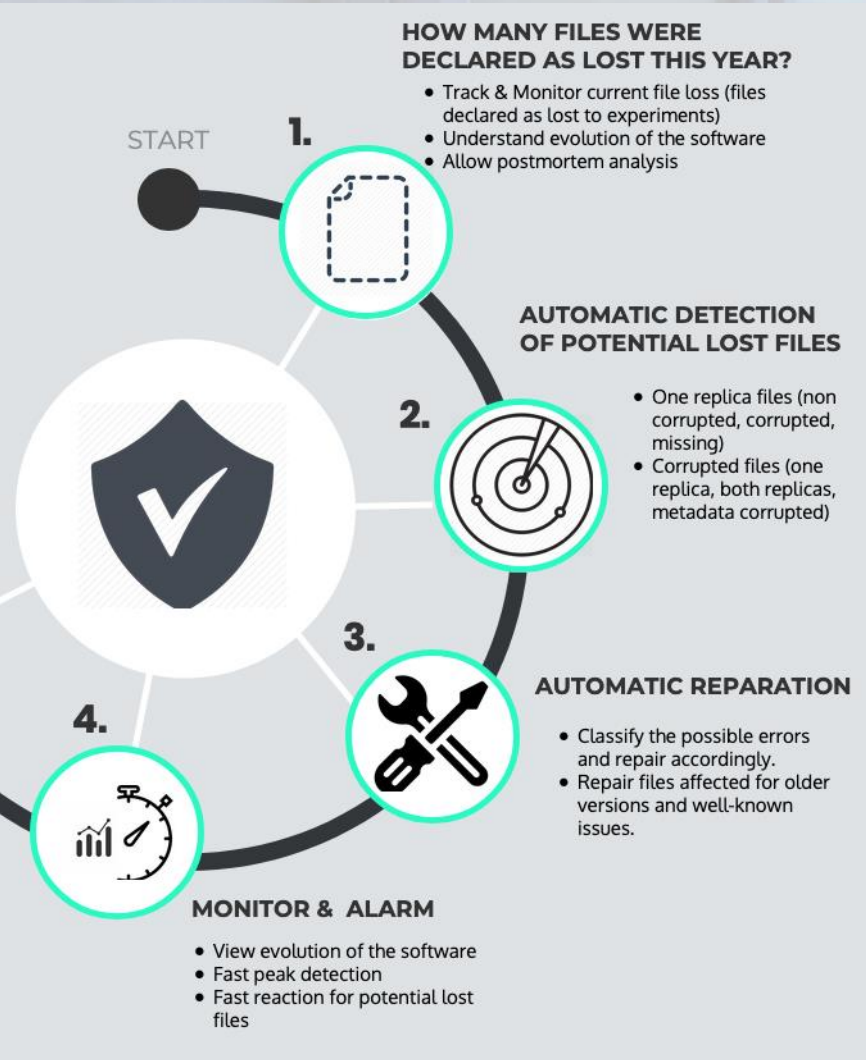 HOW MANY FILES WERE
DECLARED AS LOST THIS YEAR?
• Track & Monitor current file loss (files
declared as lost to experiments)
• Understand evolution of the software
• Allow postmortem analysis
START
1.
AUTOMATIC DETECTION
OF POTENTIAL LOST FILES
• One replica files (non
corrupted, corrupted,
missing)
• Corrupted files (one
replica, both replicas,
metadata corrupted)
2.
3.
AUTOMATIC REPARATION
• Classify the possible errors
and repair accordingly.
• Repair files affected for older
versions and well-known
issues.
4.
MONITOR & ALARM
• View evolution of the software
• Fast peak detection
• Fast reaction for potential lost
files